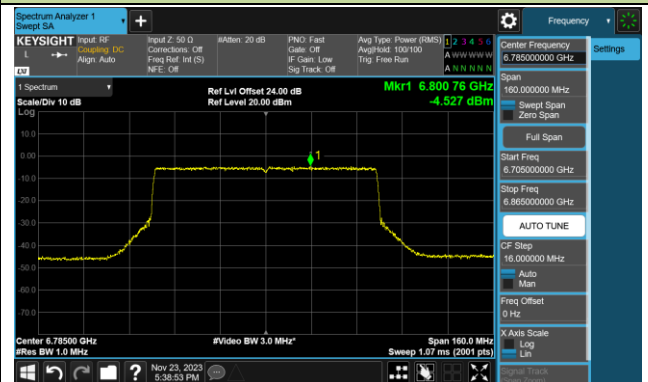 Spectrum Analyzer 1
Swept SA
Frequency
KEYSIGHT
Input: RF
Coupling: DC
Align: Auto
Input Z: 50 Ω
Corrections: Off
Freq Ref: Int (S)
NFE: Off
#Atten: 20 dB
PNO: Fast
Gate: Off
IF Gain: Low
Sig Track: Off
Avg Type: Power (RMS)
Avg|Hold: 100/100
Trig: Free Run
1 2 3 4 5 6
A W W W W W
A N N N N N
L
LXI
Center Frequency
6.785000000 GHz
Settings
Span
160.000000 MHz
Swept Span
Zero Span
Full Span
Start Freq
6.705000000 GHz
Stop Freq
6.865000000 GHz
AUTO TUNE
CF Step
16.000000 MHz
Auto
Man
Freq Offset
0 Hz
X Axis Scale
Log
Lin
Signal Track
1 Spectrum
Scale/Div 10 dB
Log
Ref Lvl Offset 24.00 dB
Ref Level 20.00 dBm
Mkr1 6.800 76 GHz
-4.527 dBm
1
10.0
0.00
-10.0
-20.0
-30.0
-40.0
-50.0
-60.0
-70.0
Center 6.78500 GHz
#Res BW 1.0 MHz
#Video BW 3.0 MHz*
Span 160.0 MHz
Sweep 1.07 ms (2001 pts)
Nov 23, 2023
5:38:53 PM